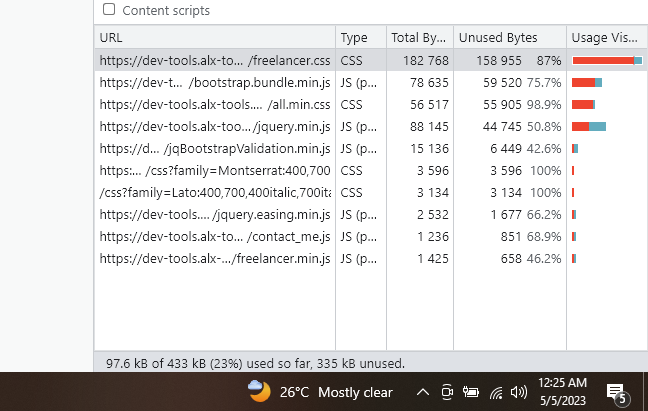 Content scripts
URL Type Total By... Unused Bytes Usage Vis...
https://dev-tools.alx-to... /freelancer.css CSS 182 768 158 955 87%
https://dev-t... /bootstrap.bundle.min.js JS (p... 78 635 59 520 75.7%
https://dev-tools.alx-tools.... /all.min.css CSS 56 517 55 905 98.9%
https://dev-tools.alx-too... /jquery.min.js JS (p... 88 145 44 745 50.8%
https://d... /jqBootstrapValidation.min.js JS (p... 15 136 6 449 42.6%
https:... /css?family=Montserrat:400,700 CSS 3 596 3 596 100%
/css?family=Lato:400,700,400italic,700ita CSS 3 134 3 134 100%
https://dev-tools.... /jquery.easing.min.js JS (p... 2 532 1 677 66.2%
https://dev-tools.alx-to... /contact_me.js JS (p... 1 236 851 68.9%
https://dev-tools.alx-.../freelancer.min.js JS (p... 1 425 658 46.2%
97.6 kB of 433 kB (23%) used so far, 335 kB unused.
26°C Mostly clear 12:25 AM
5/5/2023 5